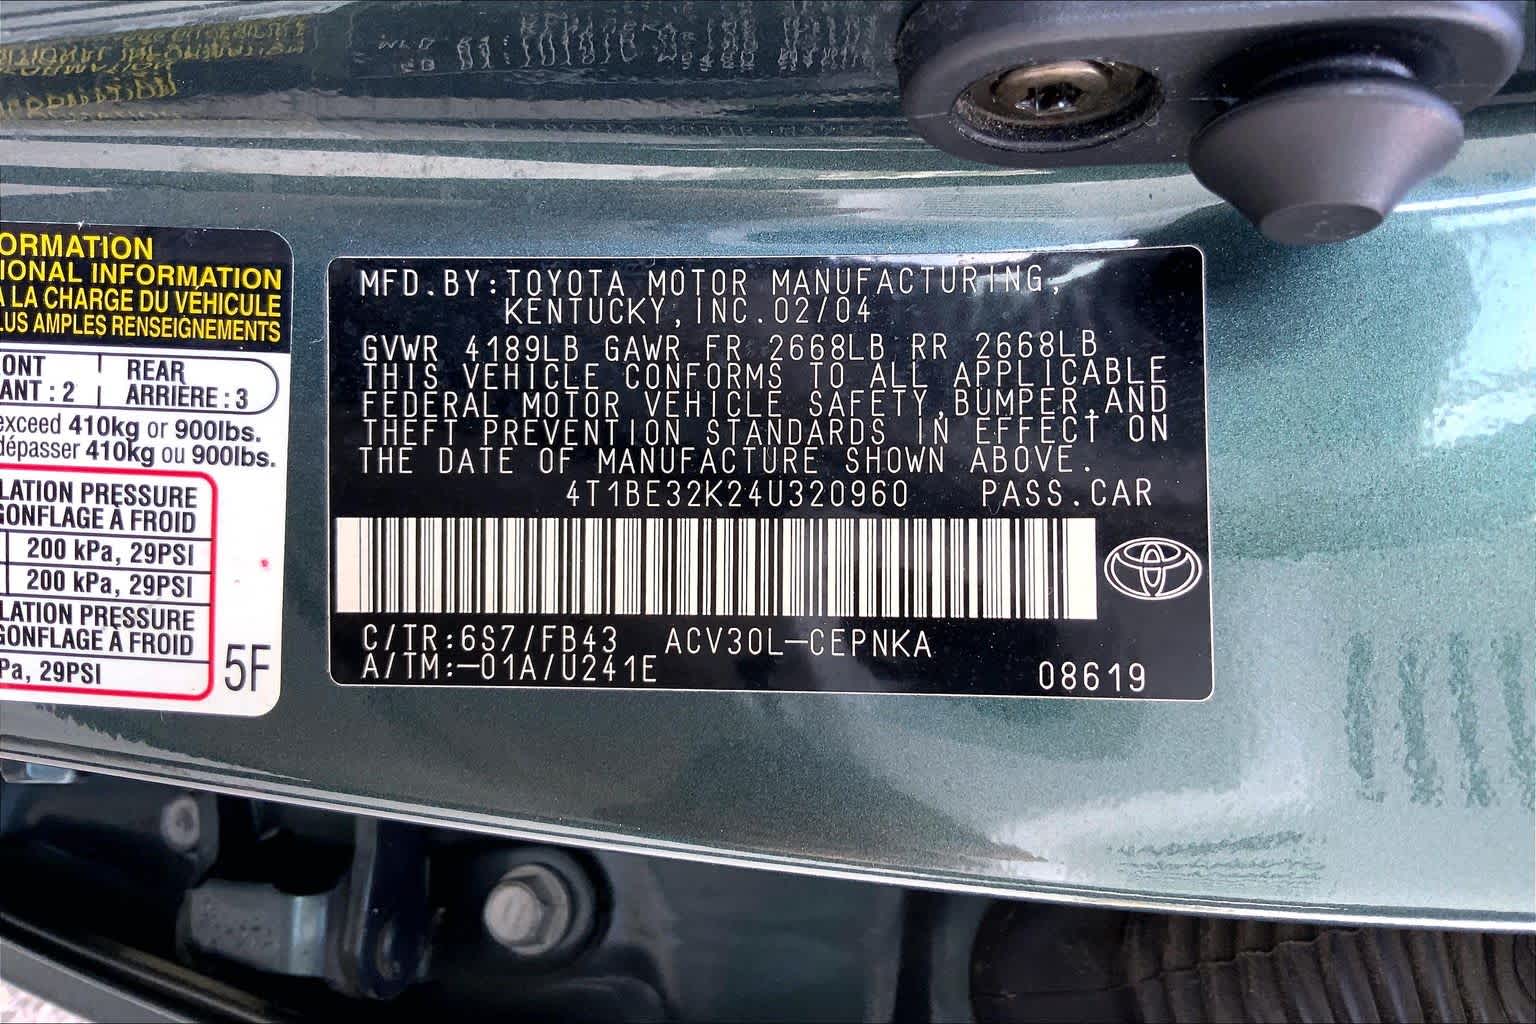 ORMATION
IONAL INFORMATION
À LA CHARGE DU VÉHICULE
LUS AMPLES RENSEIGNEMENTS
ONT
ANT : 2
REAR
ARRIÈRE : 3
exceed 410kg or 900lbs.
dépasser 410kg ou 900lbs.
LATION PRESSURE
GONFLAGE À FROID
200 kPa, 29PSI
200 kPa, 29PSI
LATION PRESSURE
GONFLAGE À FROID
Pa, 29PSI
5F
MFD.BY:TOYOTA MOTOR MANUFACTURING,
KENTUCKY,INC.02/04
GVWR 4189LB GAWR FR 2668LB RR 2668LB
THIS VEHICLE CONFORMS TO ALL APPLICABLE
FEDERAL MOTOR VEHICLE SAFETY,BUMPER,AND
THEFT PREVENTION STANDARDS IN EFFECT ON
THE DATE OF MANUFACTURE SHOWN ABOVE.
4T1BE32K24U320960 PASS.CAR
C/TR:6S7/FB43 ACV30L-CEPNKA
A/TM:-01A/U241E
08619